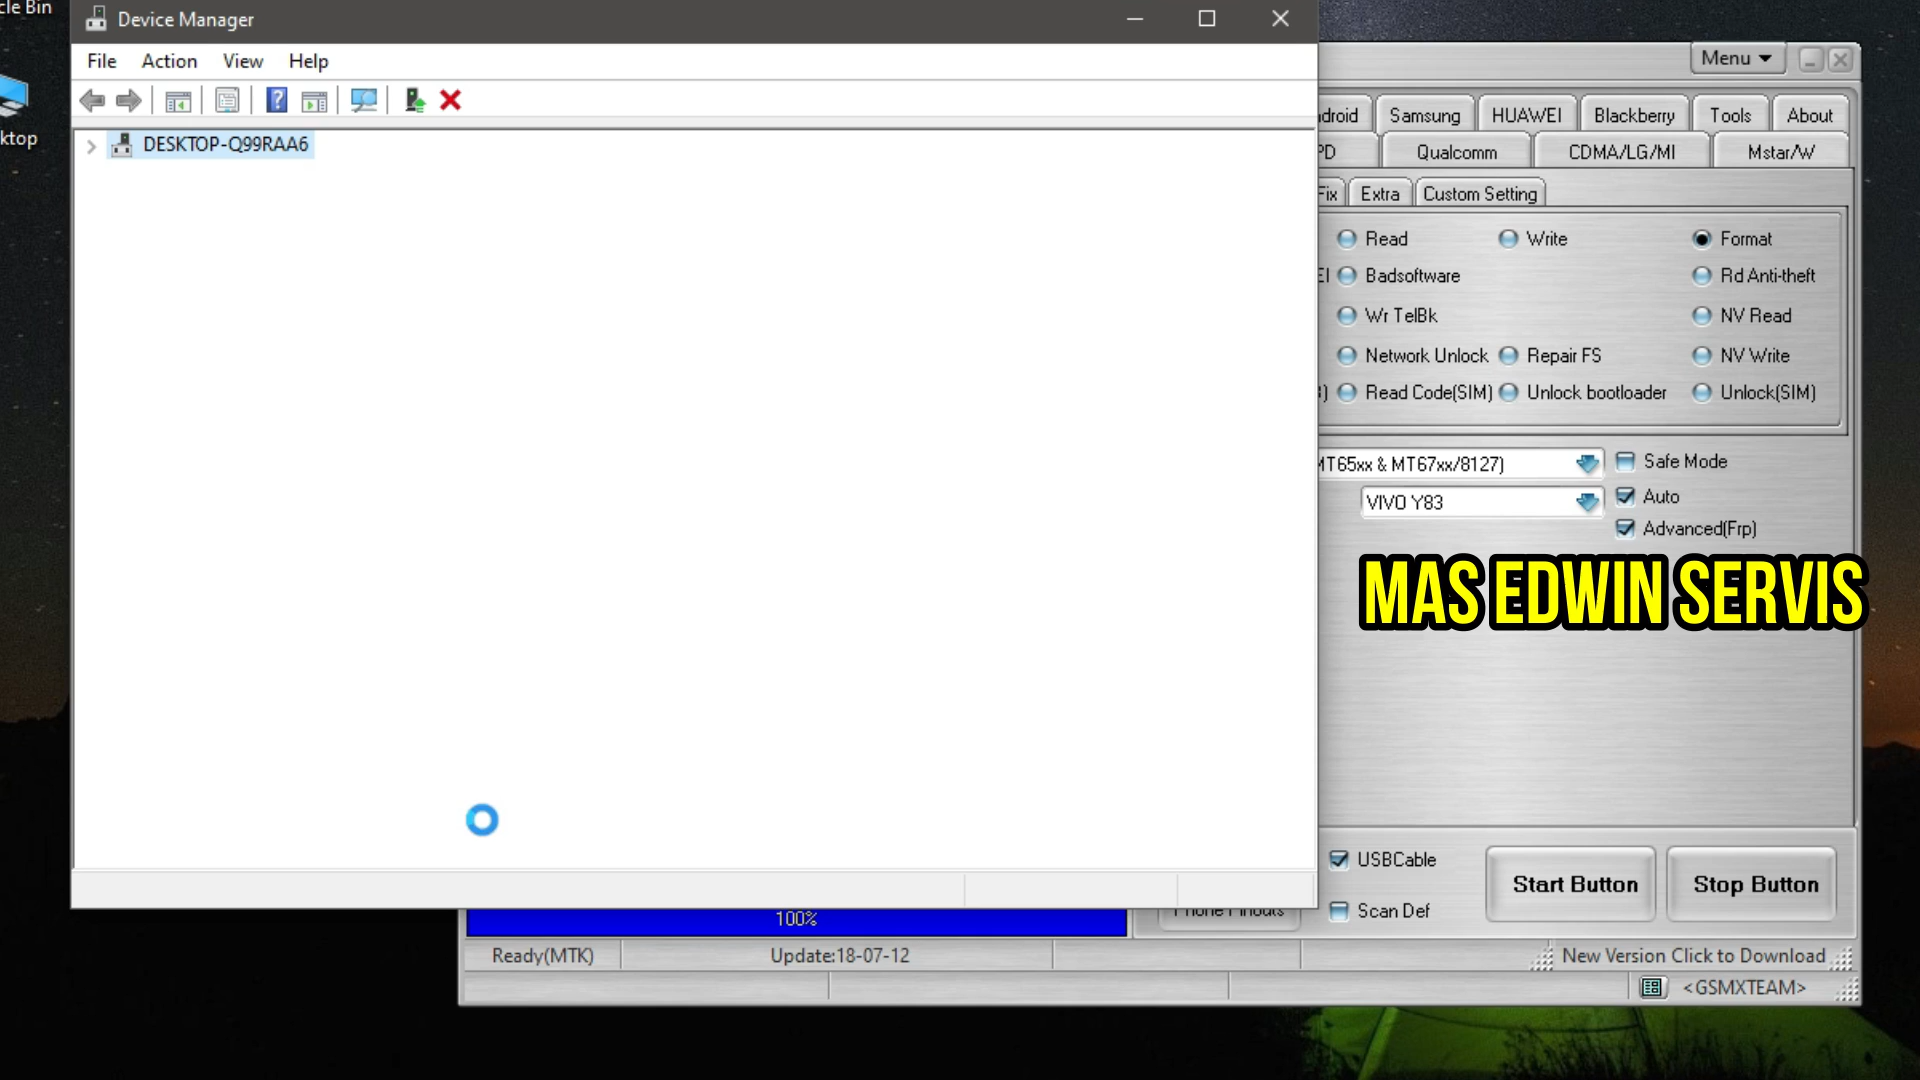 cle Bin
ktop
Device Manager
File Action View Help
DESKTOP-Q99RAA6
Menu
droid Samsung HUAWEI Blackberry Tools About
PD Qualcomm CDMA/LG/MI Mstar/W
Fix Extra Custom Setting
Read Write Format
EI Badsoftware Rd Anti-theft
Wr TelBk NV Read
Network Unlock Repair FS NV Write
) Read Code(SIM) Unlock bootloader Unlock(SIM)
MT65xx & MT67xx/8127) Safe Mode
VIVO Y83 Auto
Advanced(Frp)
MAS EDWIN SERVIS
USBCable Start Button Stop Button
100% Phone Pinouts Scan Def
Ready(MTK) Update:18-07-12 New Version Click to Download
<GSMXTEAM>